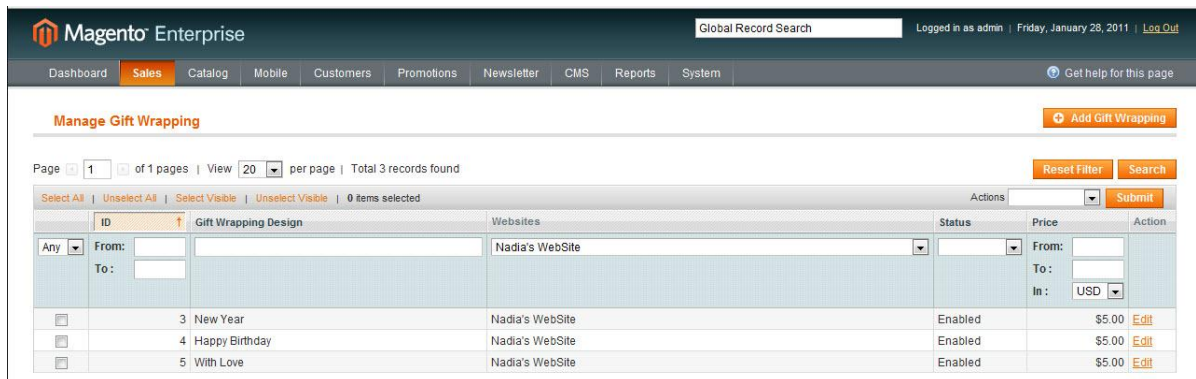 Magento Enterprise
Global Record Search
Logged in as admin | Friday, January 28, 2011 | Log Out
Dashboard Sales Catalog Mobile Customers Promotions Newsletter CMS Reports System Get help for this page
Manage Gift Wrapping
Add Gift Wrapping
Page 1 of 1 pages | View 20 per page | Total 3 records found
Reset Filter Search
Select All | Unselect All | Select Visible | Unselect Visible | 0 items selected
Actions Submit
ID Gift Wrapping Design Websites Status Price Action
Any From: Nadia's WebSite From:
To : To :
In : USD
3 New Year Nadia's WebSite Enabled $5.00 Edit
4 Happy Birthday Nadia's WebSite Enabled $5.00 Edit
5 With Love Nadia's WebSite Enabled $5.00 Edit